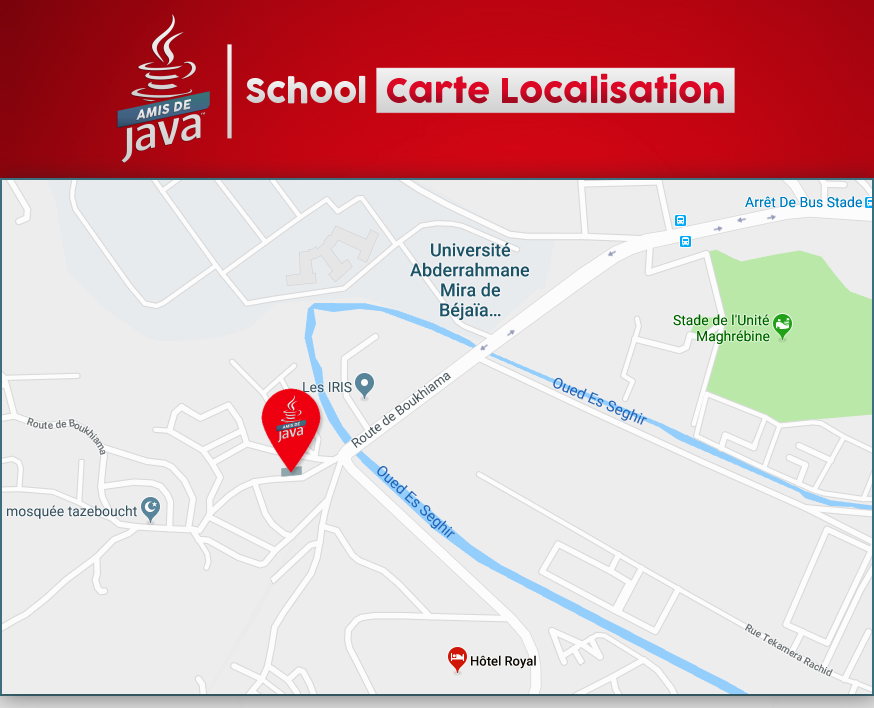 AMIS DE
Java™
School Carte Localisation
Arrêt De Bus Stade
Université
Abderrahmane
Mira de
Béjaïa...
Stade de l'Unité
Maghrébine
Oued Es Seghir
Les IRIS
Route de Boukhiama
AMIS DE
Java
Route de Boukhiama
Oued Es Seghir
mosquée tazeboucht
Rue Tekamera Rachid
Hôtel Royal